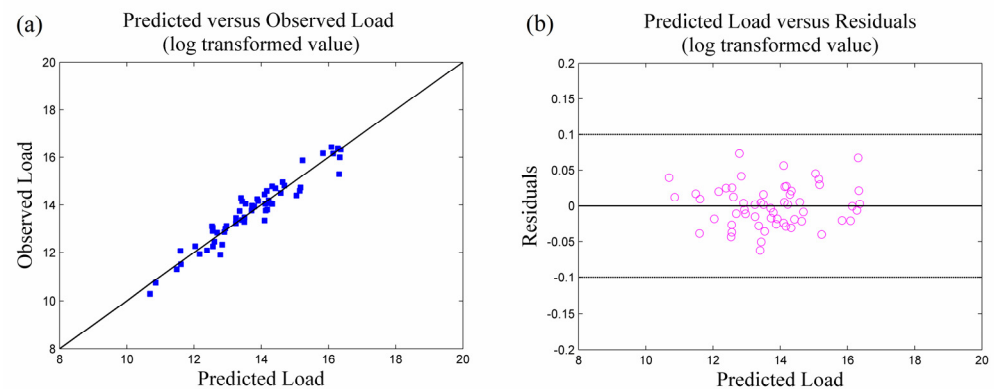 (a)
Predicted versus Observed Load
(log transformed value)
20
18
16
14
12
10
8
8 10 12 14 16 18 20
Observed Load
Predicted Load
(b)
Predicted Load versus Residuals
(log transformed value)
0.2
0.15
0.1
0.05
0
-0.05
-0.1
-0.15
-0.2
8 10 12 14 16 18 20
Residuals
Predicted Load